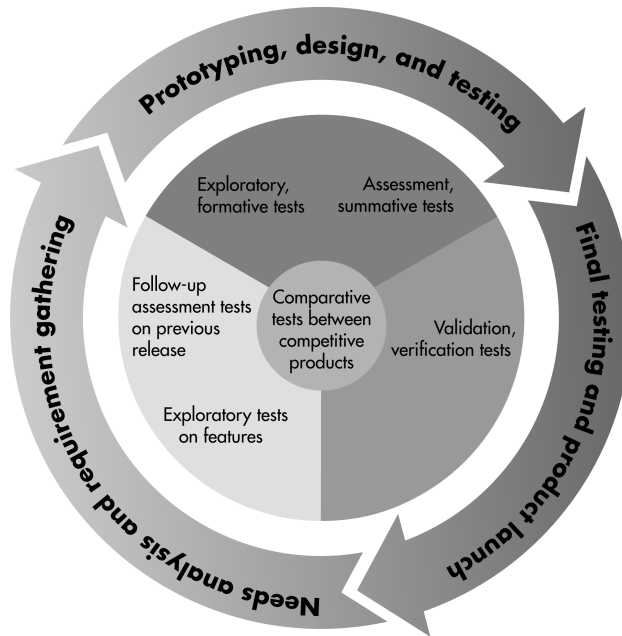 Prototyping, design, and testing
Exploratory,
formative tests
Assessment,
summative tests
Final testing and product launch
Validation,
verification tests
Comparative
tests between
competitive
products
Needs analysis and requirement gathering
Follow-up
assessment tests
on previous
release
Exploratory tests
on features